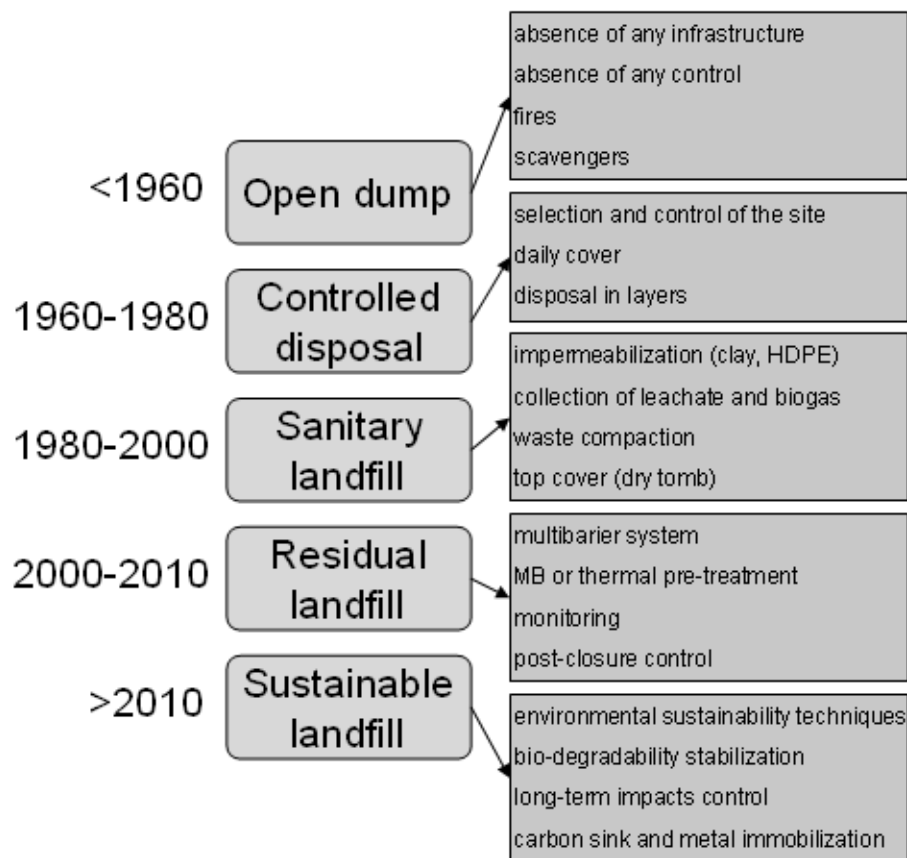 <1960
Open dump
absence of any infrastructure
absence of any control
fires
scavengers
1960-1980
Controlled
disposal
selection and control of the site
daily cover
disposal in layers
1980-2000
Sanitary
landfill
impermeabilization (clay, HDPE)
collection of leachate and biogas
waste compaction
top cover (dry tomb)
2000-2010
Residual
landfill
multibarier system
MB or thermal pre-treatment
monitoring
post-closure control
>2010
Sustainable
landfill
environmental sustainability techniques
bio-degradability stabilization
long-term impacts control
carbon sink and metal immobilization